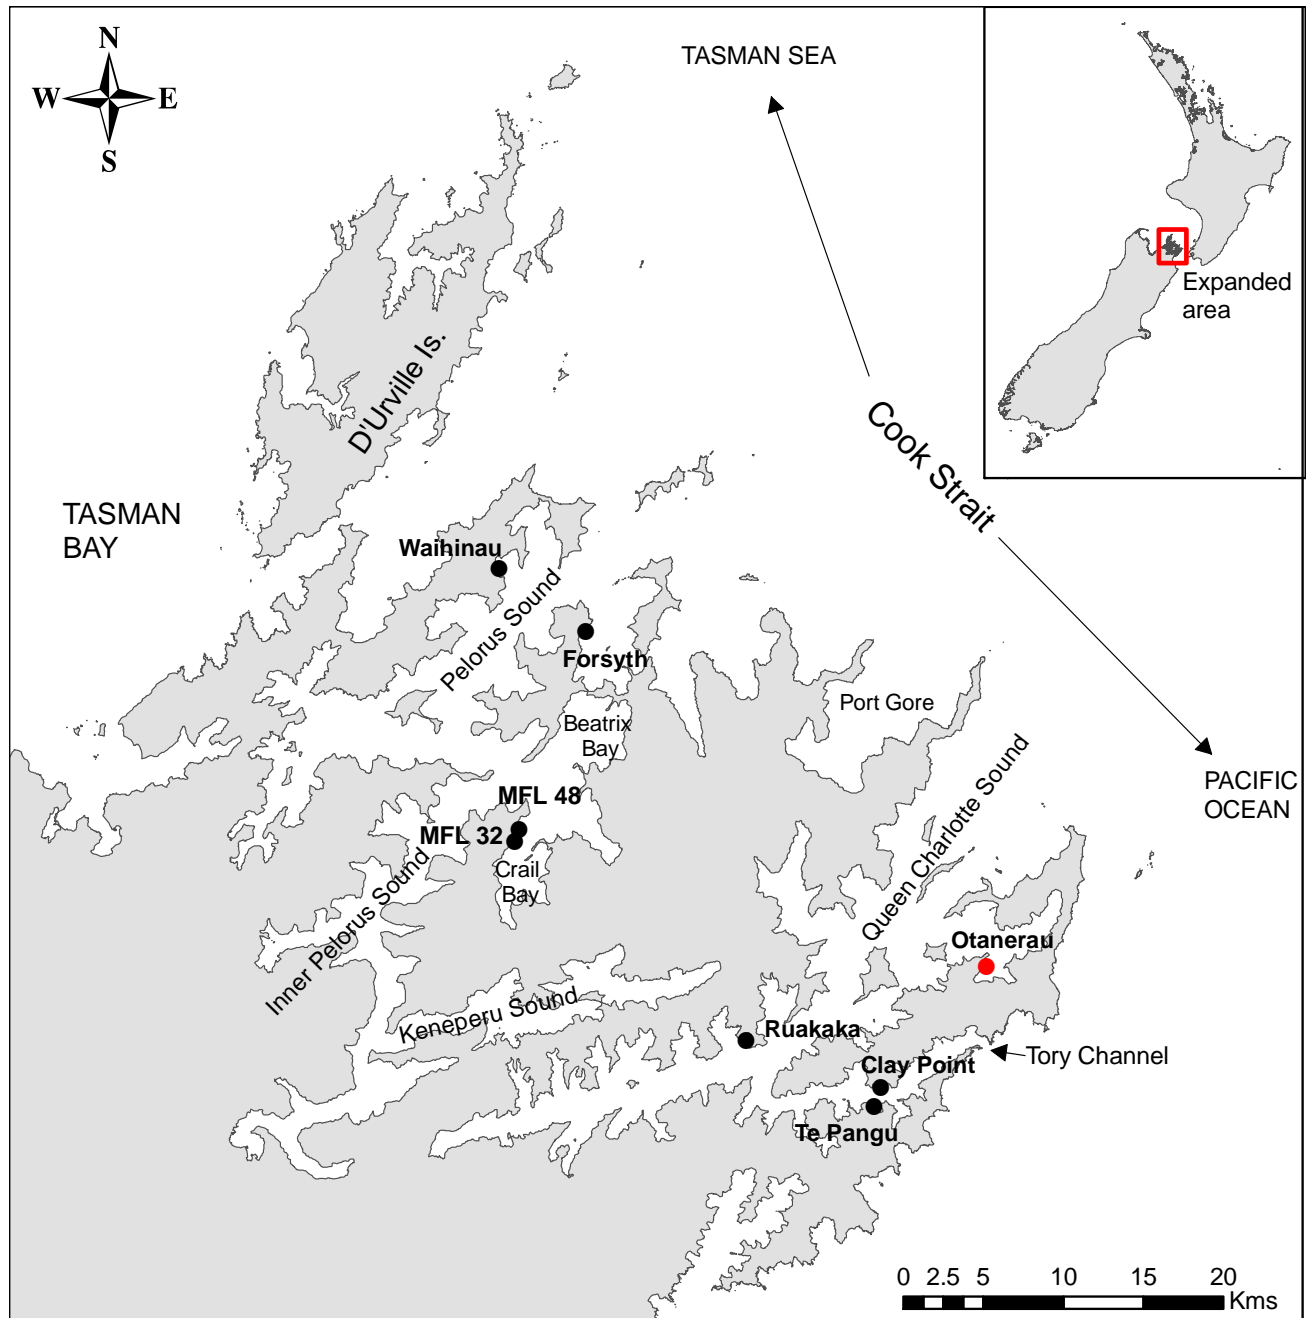 N
W
E
S
TASMAN SEA
Expanded
area
D'Urville Is.
Cook Strait
TASMAN
BAY
Waihinau
Pelorus Sound
Forsyth
Port Gore
Beatrix
Bay
Queen Charlotte Sound
PACIFIC
OCEAN
MFL 48
MFL 32
Crail
Bay
Inner Pelorus Sound
Otanerau
Keneperu Sound
Ruakaka
Tory Channel
Clay Point
Te Pangu
0 2.5 5 10 15 20
Kms